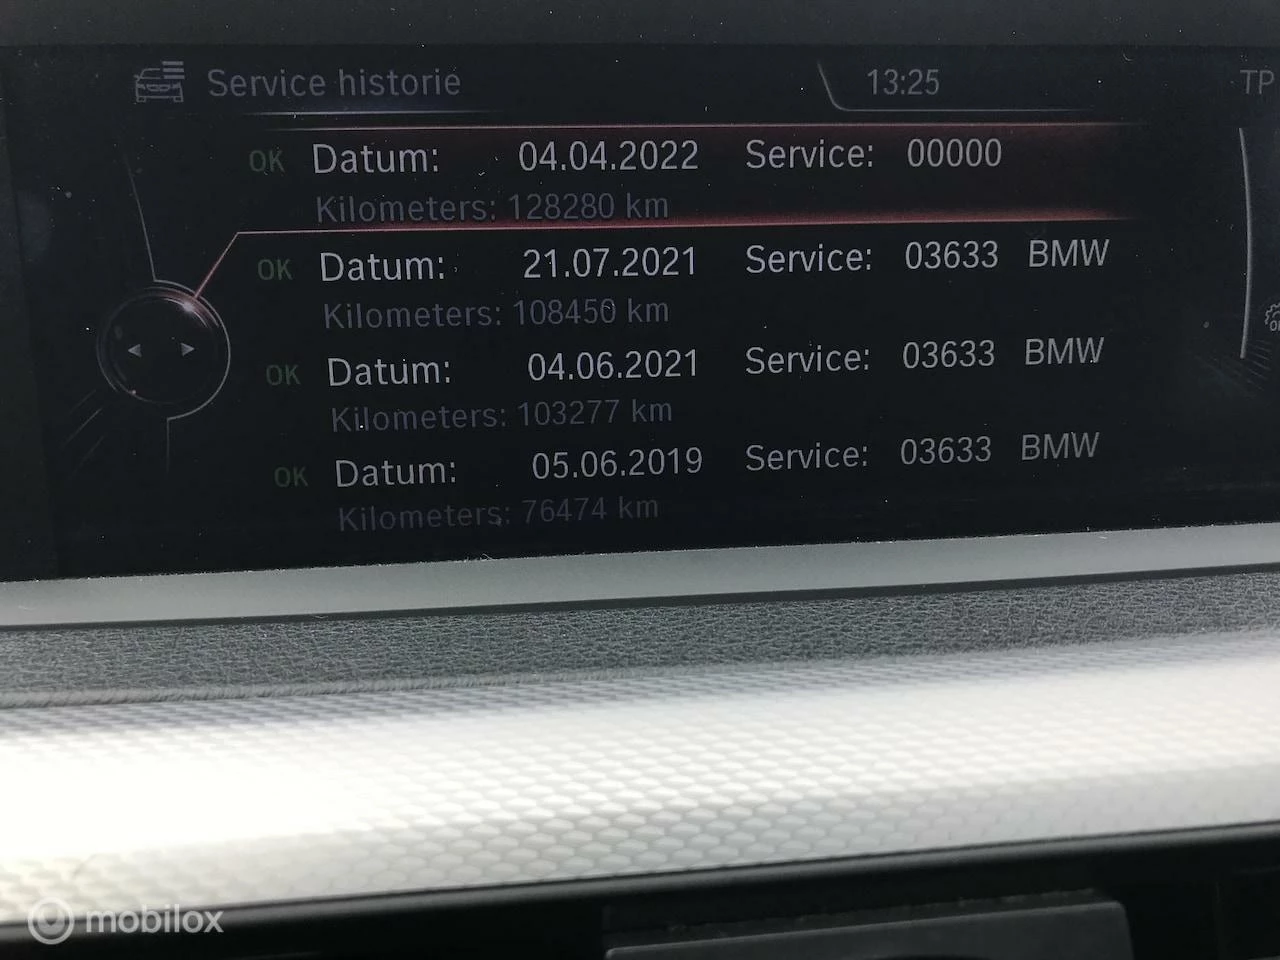 Service historie 13:25 TP
OK Datum: 04.04.2022 Service: 00000
Kilometers: 128280 km
OK Datum: 21.07.2021 Service: 03633 BMW
Kilometers: 108450 km
OK Datum: 04.06.2021 Service: 03633 BMW
Kilometers: 103277 km
OK Datum: 05.06.2019 Service: 03633 BMW
Kilometers: 76474 km
mobilox